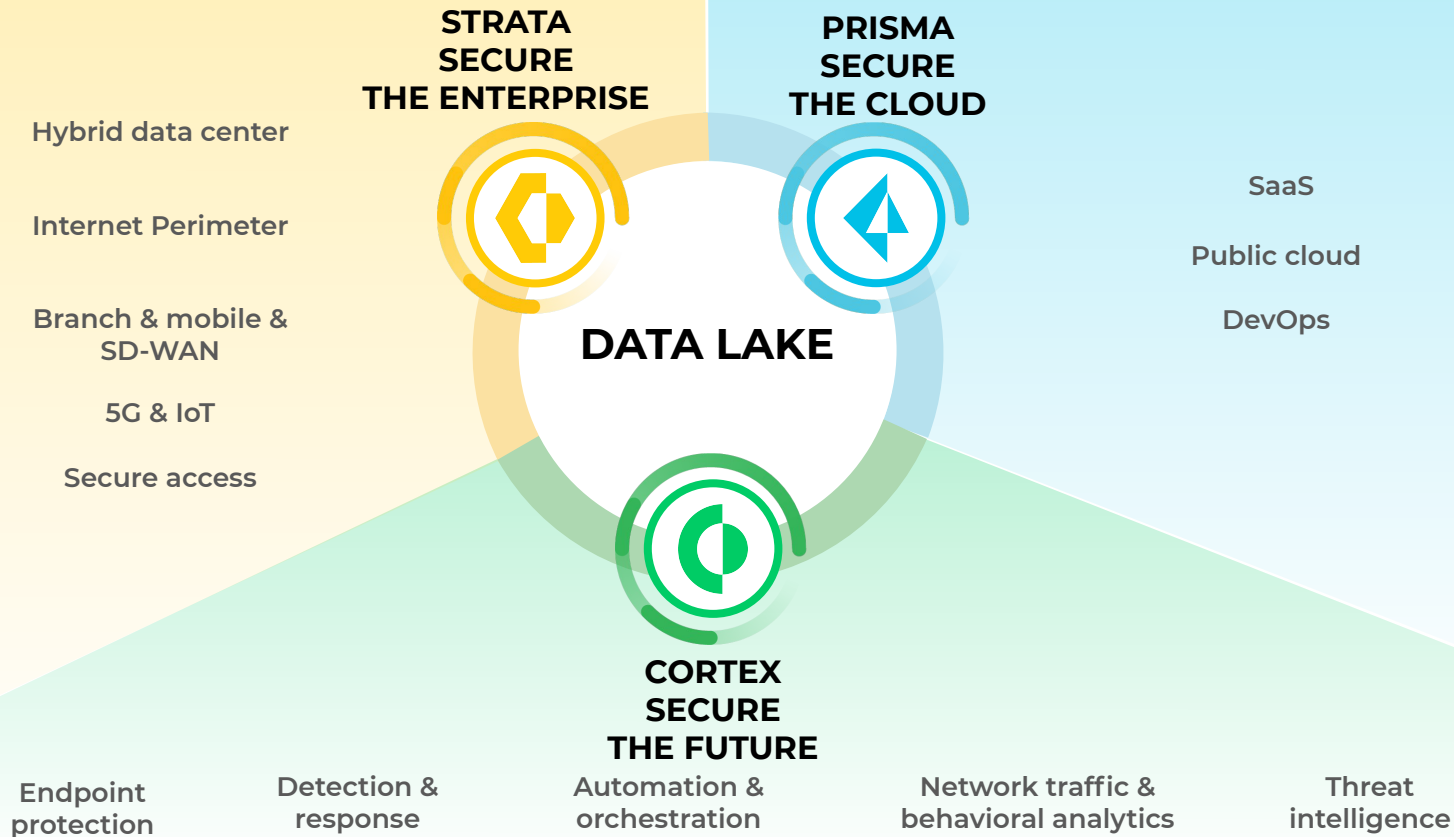 STRATA
SECURE
THE ENTERPRISE
Hybrid data center
Internet Perimeter
Branch & mobile &
SD-WAN
5G & IoT
Secure access
PRISMA
SECURE
THE CLOUD
SaaS
Public cloud
DevOps
DATA LAKE
CORTEX
SECURE
THE FUTURE
Endpoint
protection
Detection &
response
Automation &
orchestration
Network traffic &
behavioral analytics
Threat
intelligence